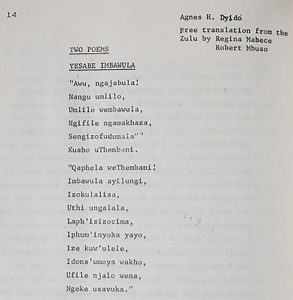 14
Agnes H. Dyido
Free translation from the
Zulu by Regina Mabece
Robert Mbuso
TWO POEMS
YESABE IMBAWULA
"Awu, ngajabula!
Nangu umlilo,
Umlilo wembawula,
Ngifile ngamakhaza,
Sengizofudumala"
Kusho uThembani.
"Qaphela weThembani!
Imbawula ayilungi,
Izokulalisa,
Uthi ungalala,
Laph'isizocima,
Iphum'inyoka yayo,
Ize kuw'ulele,
Idons'umoya wakho,
Ufile njalo wena,
Ngeke usavuka."